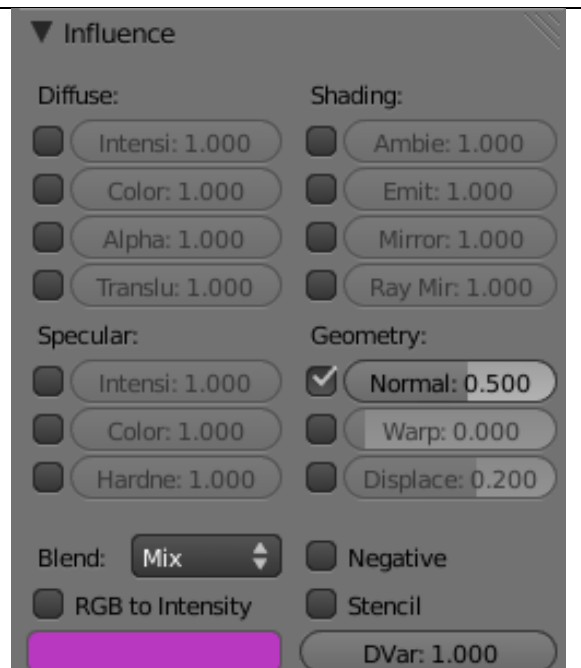 Influence
Diffuse: Shading:
Intensi: 1.000 Ambie: 1.000
Color: 1.000 Emit: 1.000
Alpha: 1.000 Mirror: 1.000
Translu: 1.000 Ray Mir: 1.000
Specular: Geometry:
Intensi: 1.000 Normal: 0.500
Color: 1.000 Warp: 0.000
Hardne: 1.000 Displace: 0.200
Blend: Mix Negative
RGB to Intensity Stencil
DVar: 1.000